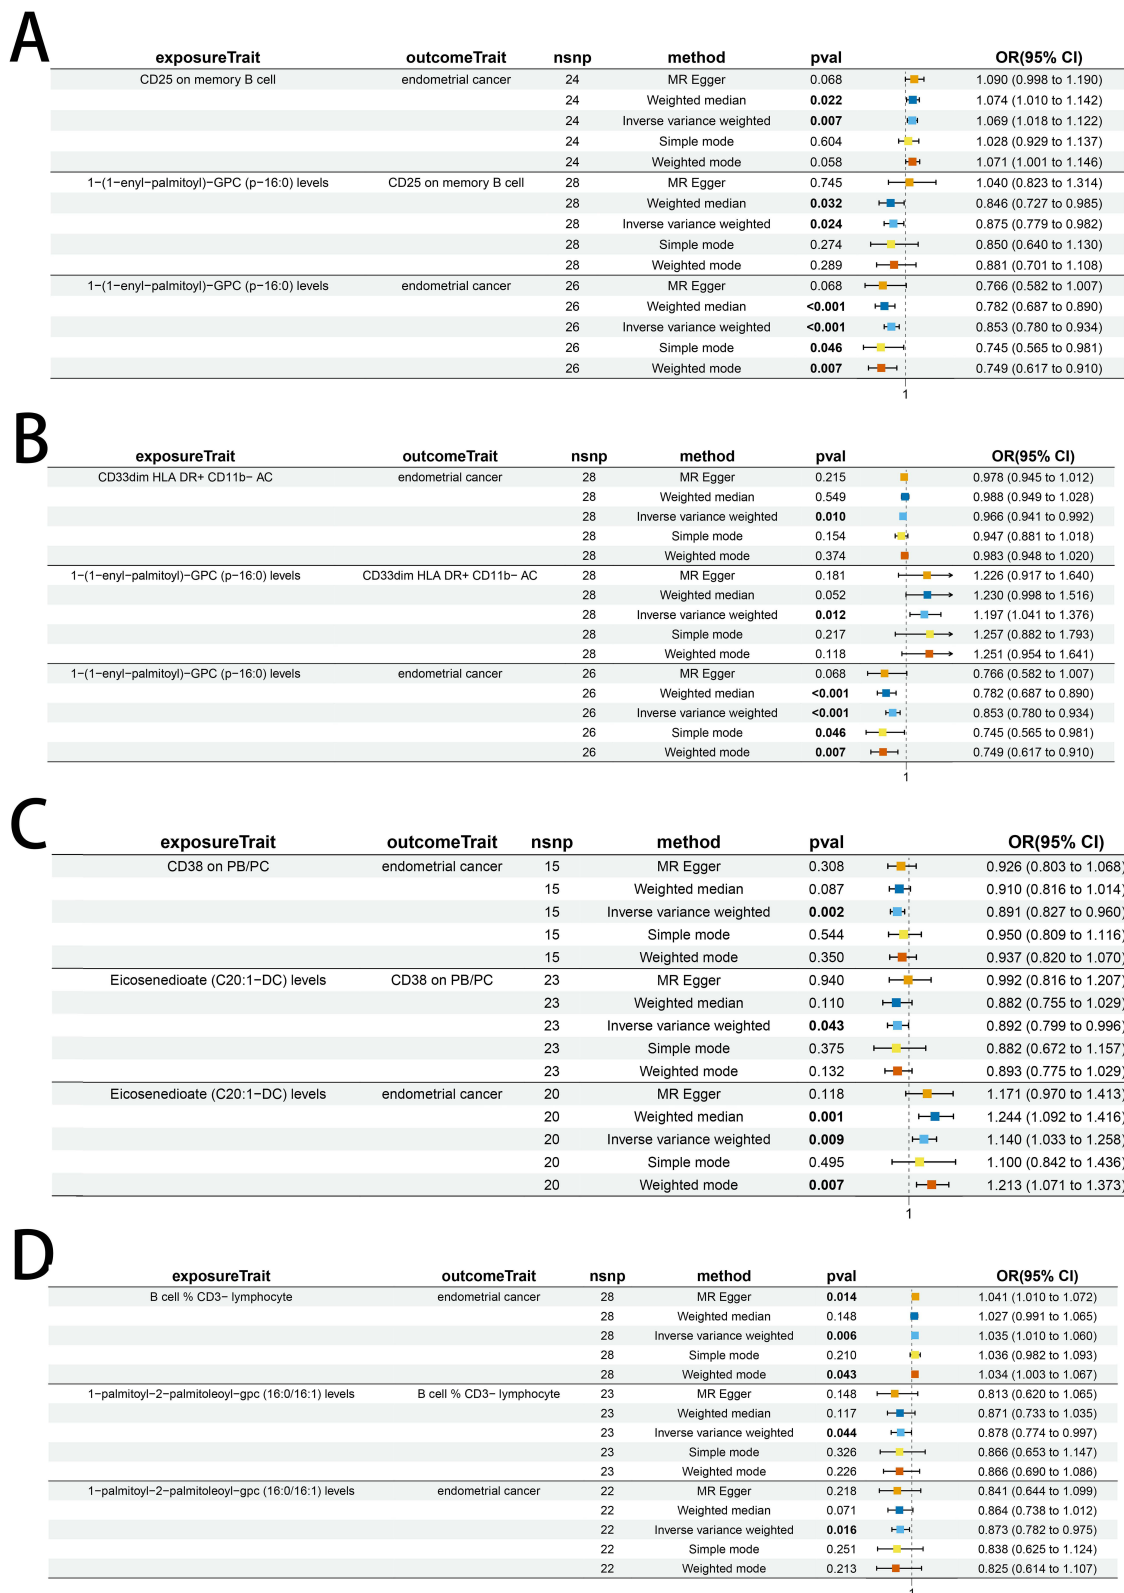 A
exposureTrait outcomeTrait nsnp method pval OR(95% CI)
CD25 on memory B cell endometrial cancer 24 MR Egger 0.068 1.090 (0.998 to 1.190)
24 Weighted median 0.022 1.074 (1.010 to 1.142)
24 Inverse variance weighted 0.007 1.069 (1.018 to 1.122)
24 Simple mode 0.604 1.028 (0.929 to 1.137)
24 Weighted mode 0.058 1.071 (1.001 to 1.146)
1−(1−enyl−palmitoyl)−GPC (p−16:0) levels CD25 on memory B cell 28 MR Egger 0.745 1.040 (0.823 to 1.314)
28 Weighted median 0.032 0.846 (0.727 to 0.985)
28 Inverse variance weighted 0.024 0.875 (0.779 to 0.982)
28 Simple mode 0.274 0.850 (0.640 to 1.130)
28 Weighted mode 0.289 0.881 (0.701 to 1.108)
1−(1−enyl−palmitoyl)−GPC (p−16:0) levels endometrial cancer 26 MR Egger 0.068 0.766 (0.582 to 1.007)
26 Weighted median <0.001 0.782 (0.687 to 0.890)
26 Inverse variance weighted <0.001 0.853 (0.780 to 0.934)
26 Simple mode 0.046 0.745 (0.565 to 0.981)
26 Weighted mode 0.007 0.749 (0.617 to 0.910)
1
B
exposureTrait outcomeTrait nsnp method pval OR(95% CI)
CD33dim HLA DR+ CD11b− AC endometrial cancer 28 MR Egger 0.215 0.978 (0.945 to 1.012)
28 Weighted median 0.549 0.988 (0.949 to 1.028)
28 Inverse variance weighted 0.010 0.966 (0.941 to 0.992)
28 Simple mode 0.154 0.947 (0.881 to 1.018)
28 Weighted mode 0.374 0.983 (0.948 to 1.020)
1−(1−enyl−palmitoyl)−GPC (p−16:0) levels CD33dim HLA DR+ CD11b− AC 28 MR Egger 0.181 1.226 (0.917 to 1.640)
28 Weighted median 0.052 1.230 (0.998 to 1.516)
28 Inverse variance weighted 0.012 1.197 (1.041 to 1.376)
28 Simple mode 0.217 1.257 (0.882 to 1.793)
28 Weighted mode 0.118 1.251 (0.954 to 1.641)
1−(1−enyl−palmitoyl)−GPC (p−16:0) levels endometrial cancer 26 MR Egger 0.068 0.766 (0.582 to 1.007)
26 Weighted median <0.001 0.782 (0.687 to 0.890)
26 Inverse variance weighted <0.001 0.853 (0.780 to 0.934)
26 Simple mode 0.046 0.745 (0.565 to 0.981)
26 Weighted mode 0.007 0.749 (0.617 to 0.910)
1
C
exposureTrait outcomeTrait nsnp method pval OR(95% CI)
CD38 on PB/PC endometrial cancer 15 MR Egger 0.308 0.926 (0.803 to 1.068)
15 Weighted median 0.087 0.910 (0.816 to 1.014)
15 Inverse variance weighted 0.002 0.891 (0.827 to 0.960)
15 Simple mode 0.544 0.950 (0.809 to 1.116)
15 Weighted mode 0.350 0.937 (0.820 to 1.070)
Eicosenedioate (C20:1−DC) levels CD38 on PB/PC 23 MR Egger 0.940 0.992 (0.816 to 1.207)
23 Weighted median 0.110 0.882 (0.755 to 1.029)
23 Inverse variance weighted 0.043 0.892 (0.799 to 0.996)
23 Simple mode 0.375 0.882 (0.672 to 1.157)
23 Weighted mode 0.132 0.893 (0.775 to 1.029)
Eicosenedioate (C20:1−DC) levels endometrial cancer 20 MR Egger 0.118 1.171 (0.970 to 1.413)
20 Weighted median 0.001 1.244 (1.092 to 1.416)
20 Inverse variance weighted 0.009 1.140 (1.033 to 1.258)
20 Simple mode 0.495 1.100 (0.842 to 1.436)
20 Weighted mode 0.007 1.213 (1.071 to 1.373)
1
D
exposureTrait outcomeTrait nsnp method pval OR(95% CI)
B cell % CD3− lymphocyte endometrial cancer 28 MR Egger 0.014 1.041 (1.010 to 1.072)
28 Weighted median 0.148 1.027 (0.991 to 1.065)
28 Inverse variance weighted 0.006 1.035 (1.010 to 1.060)
28 Simple mode 0.210 1.036 (0.982 to 1.093)
28 Weighted mode 0.043 1.034 (1.003 to 1.067)
1−palmitoyl−2−palmitoleoyl−gpc (16:0/16:1) levels B cell % CD3− lymphocyte 23 MR Egger 0.148 0.813 (0.620 to 1.065)
23 Weighted median 0.117 0.871 (0.733 to 1.035)
23 Inverse variance weighted 0.044 0.878 (0.774 to 0.997)
23 Simple mode 0.326 0.866 (0.653 to 1.147)
23 Weighted mode 0.226 0.866 (0.690 to 1.086)
1−palmitoyl−2−palmitoleoyl−gpc (16:0/16:1) levels endometrial cancer 22 MR Egger 0.218 0.841 (0.644 to 1.099)
22 Weighted median 0.071 0.864 (0.738 to 1.012)
22 Inverse variance weighted 0.016 0.873 (0.782 to 0.975)
22 Simple mode 0.251 0.838 (0.625 to 1.124)
22 Weighted mode 0.213 0.825 (0.614 to 1.107)
1